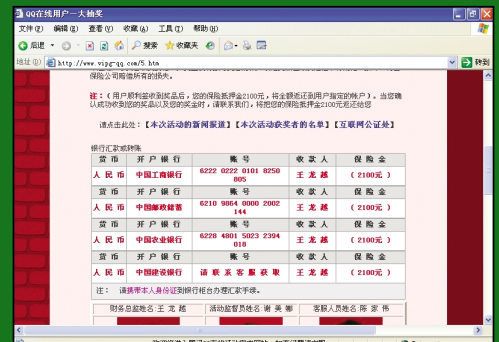 QQ在线用户一大抽奖
文件(F) 编辑(E) 查看(V) 收藏(A) 工具(T) 帮助(H)
后退 搜索 收藏夹
地址(D) http://www.vipg-qq.com/5.htm 转到
保险公司赔偿所有的损失。
注：（用户顺利签收到奖品后，您的保险抵押金2100元，将全额返还到用户指定的帐户）。当您确
认成功收到您的奖品以及您的奖金时，请联系我们，将把您的保险抵押金2100元返还给您
请点击此处：【本次活动的新闻报道】【本次活动获奖者的名单】【互联网公证处】
银行汇款或转账
货 币 开 户 银 行 账 号 收 款 人 保 险 金
人 民 币 中国工商银行 6222 0222 0101 8250 805 王 龙 越 （2100元）
货 币 开 户 银 行 账 号 收 款 人 保 险 金
人 民 币 中国邮政储蓄 6210 9864 0000 2002 144 王 龙 越 （2100元）
货 币 开 户 银 行 账 号 收 款 人 保 险 金
人 民 币 中国农业银行 6228 4801 5023 2394 018 王 龙 越 （2100元）
货 币 开 户 银 行 账 号 收 款 人 保 险 金
人 民 币 中国建设银行 请 联 系 客 服 获 取 王 龙 越 （2100元）
注： 请携带本人身份证到银行柜台办理汇款手续。
财务总监姓名:王 龙 越 活动监督员姓名:谢 美 娜 客服人员姓名:陈 家 伟